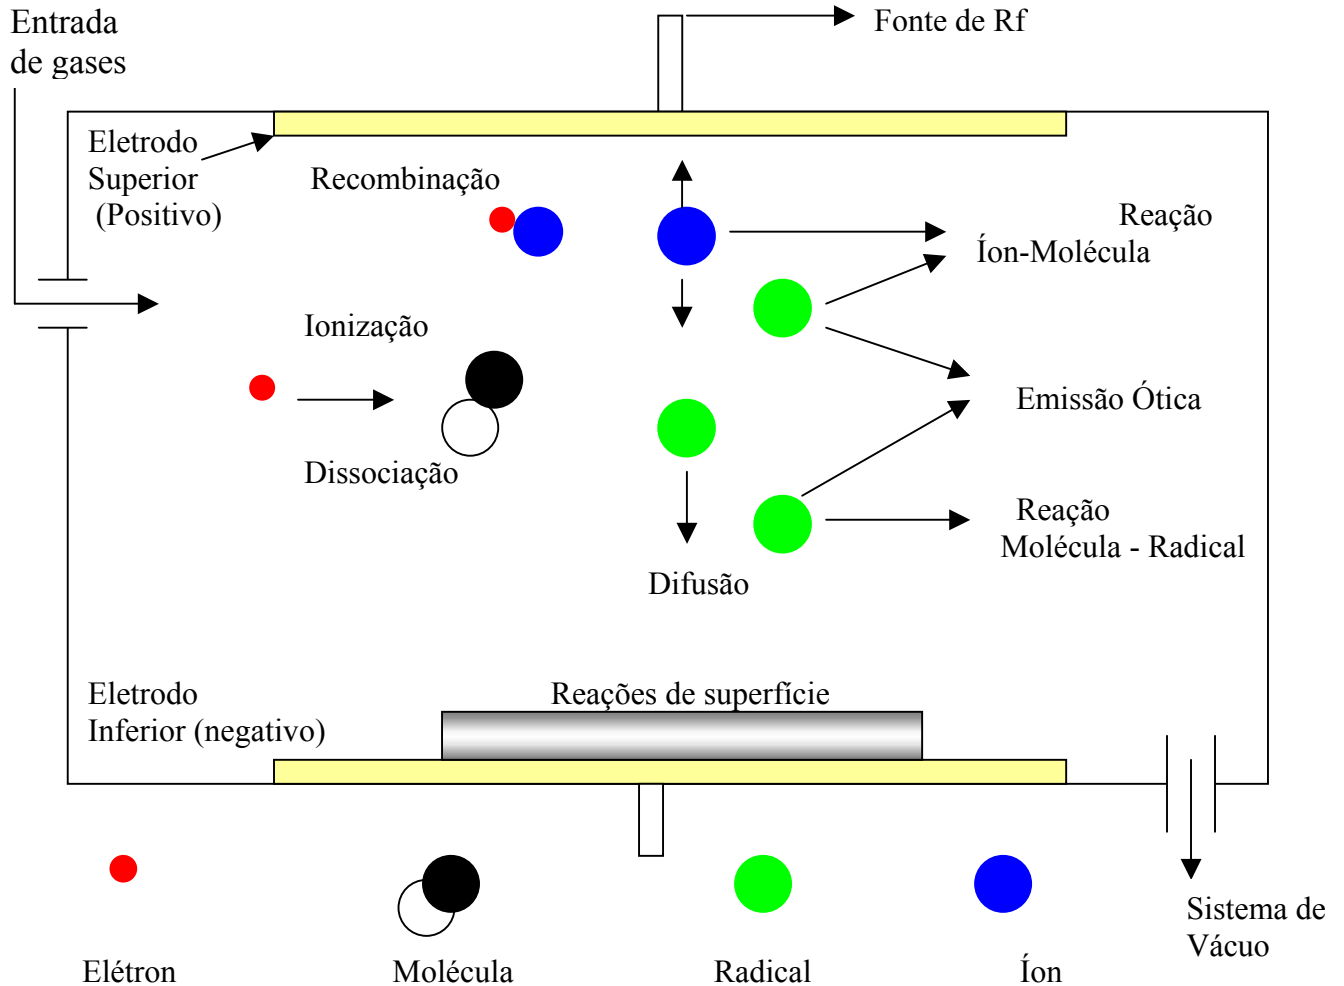 Entrada
de gases
Fonte de Rf
Eletrodo
Superior
(Positivo)
Recombinação
Reação
Íon-Molécula
Ionização
Emissão Ótica
Dissociação
Reação
Molécula - Radical
Difusão
Eletrodo
Inferior (negativo)
Reações de superfície
Sistema de
Vácuo
Elétron
Molécula
Radical
Íon